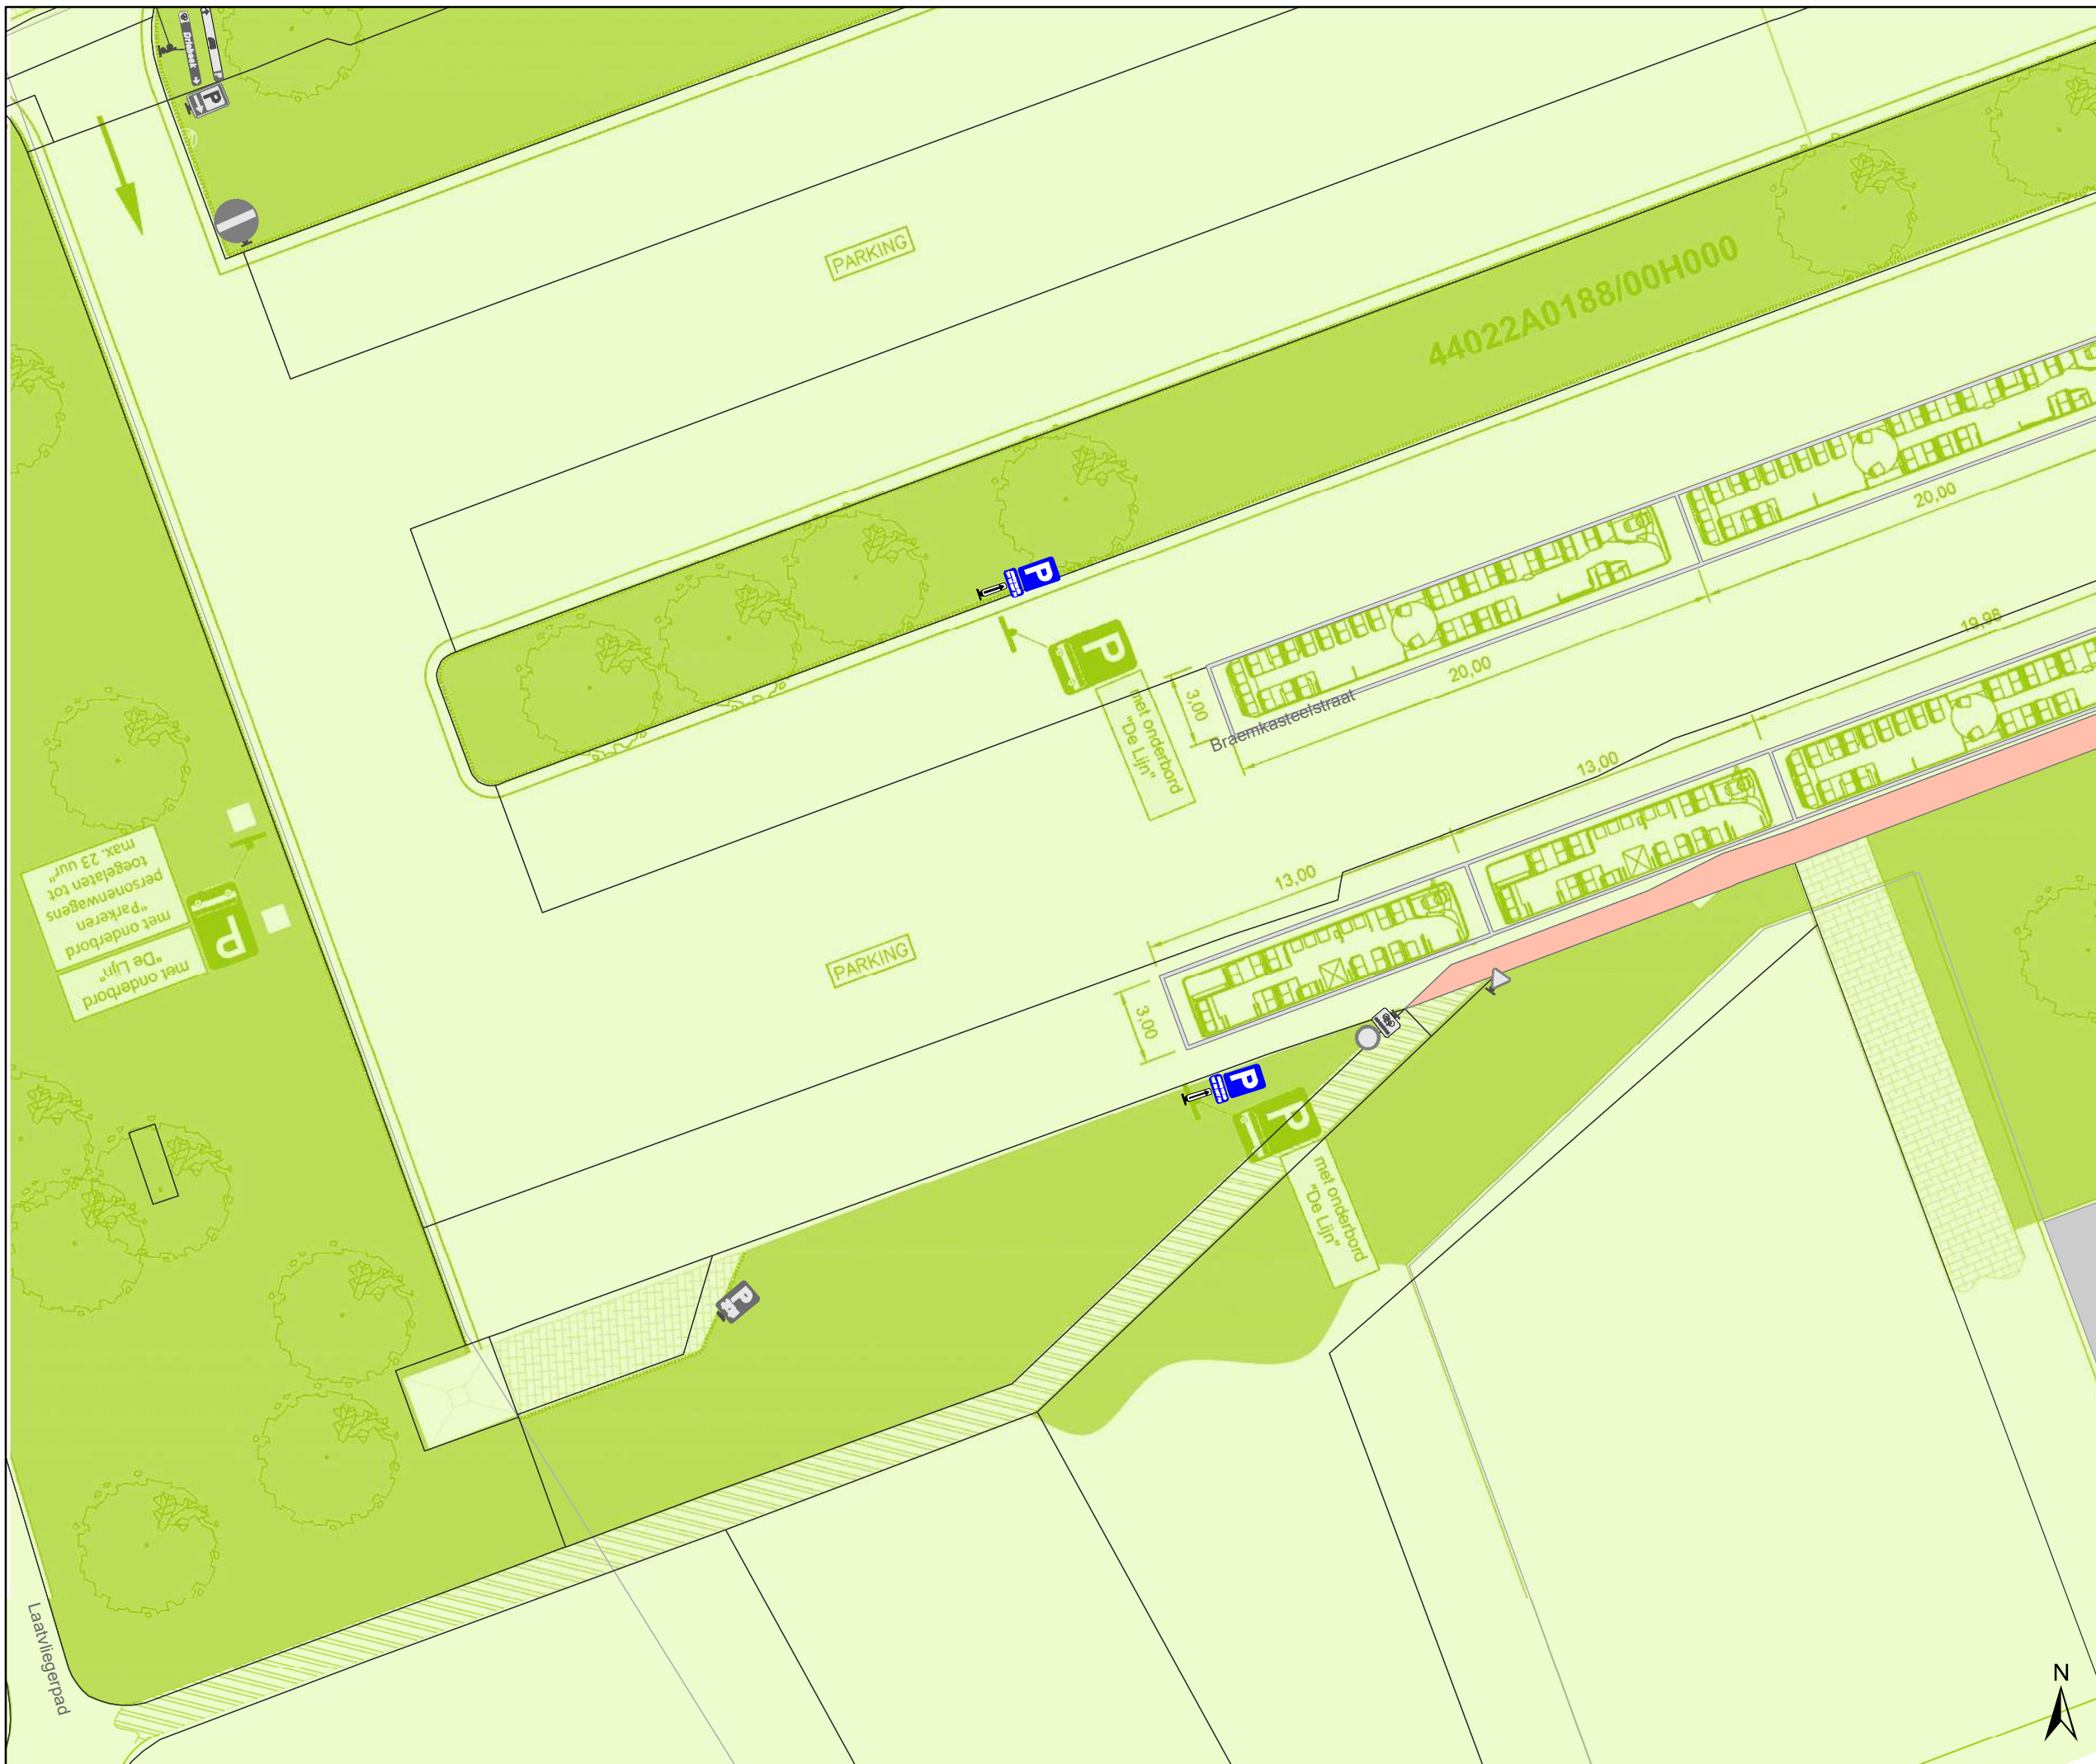 Drieboek
P
P
PARKING
44022A0188/00H000
P
P
met onderbord
"De Lijn"
3,00
Braemkasteelstraat
20,00
20,00
19,98
13,00
13,00
3,00
PARKING
P
met onderbord
"Parkeren
personenwagens
toegelaten tot
max. 23 uur"
met onderbord
"De Lijn"
P
P
met onderbord
"De Lijn"
P
Laatvliegerpad
N